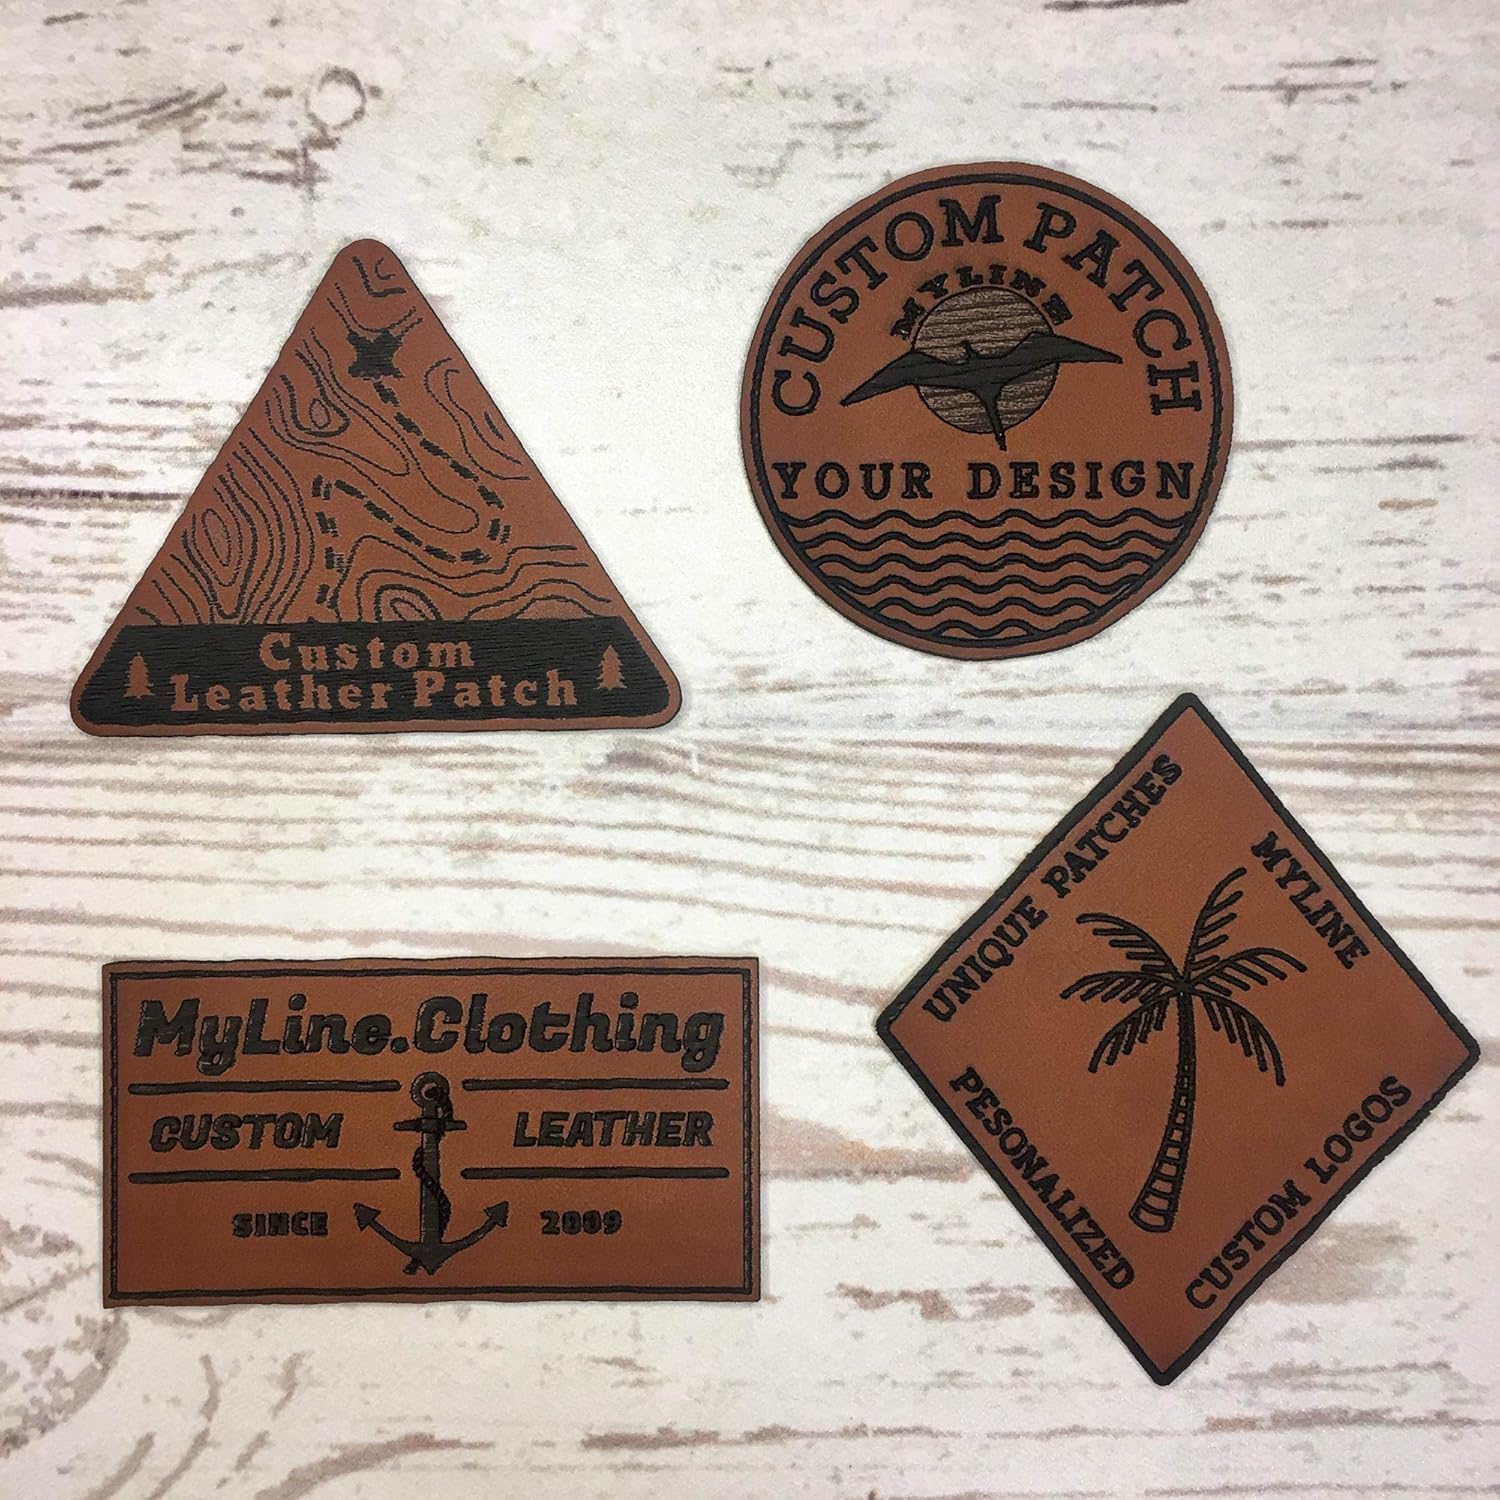 Custom
Leather Patch
CUSTOM PATCH
MYLINE
YOUR DESIGN
MyLine.Clothing
CUSTOM LEATHER
SINCE 2009
UNIQUE PATCHES
MYLINE
PESONALIZED
CUSTOM LOGOS